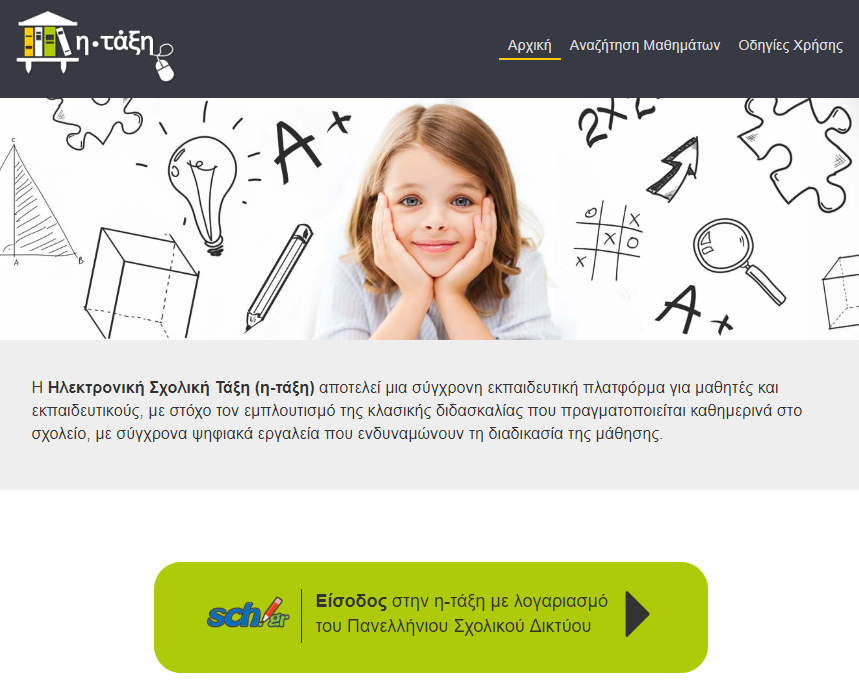 η·τάξη
Αρχική Αναζήτηση Μαθημάτων Οδηγίες Χρήσης
A+
2x2
C
A
B
O X
X O
X
A+
Η Ηλεκτρονική Σχολική Τάξη (η-τάξη) αποτελεί μια σύγχρονη εκπαιδευτική πλατφόρμα για μαθητές και
εκπαιδευτικούς, με στόχο τον εμπλουτισμό της κλασικής διδασκαλίας που πραγματοποιείται καθημερινά στο
σχολείο, με σύγχρονα ψηφιακά εργαλεία που ενδυναμώνουν τη διαδικασία της μάθησης.
sch.gr
Είσοδος στην η-τάξη με λογαριασμό
του Πανελλήνιου Σχολικού Δικτύου